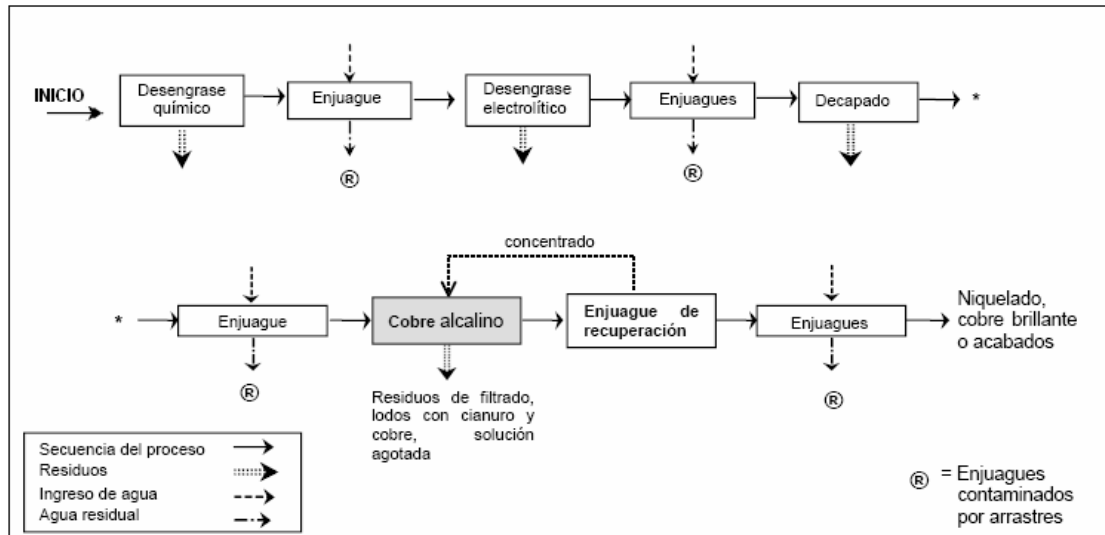 INICIO
Desengrase
químico
Enjuague
Desengrase
electrolítico
Enjuagues
Decapado
*
®
®
concentrado
*
Enjuague
Cobre alcalino
Enjuague de
recuperación
Enjuagues
Niquelado,
cobre brillante
o acabados
®
®
Residuos de filtrado,
lodos con cianuro y
cobre, solución
agotada
Secuencia del proceso
Residuos
Ingreso de agua
Agua residual
® = Enjuagues
contaminados
por arrastres